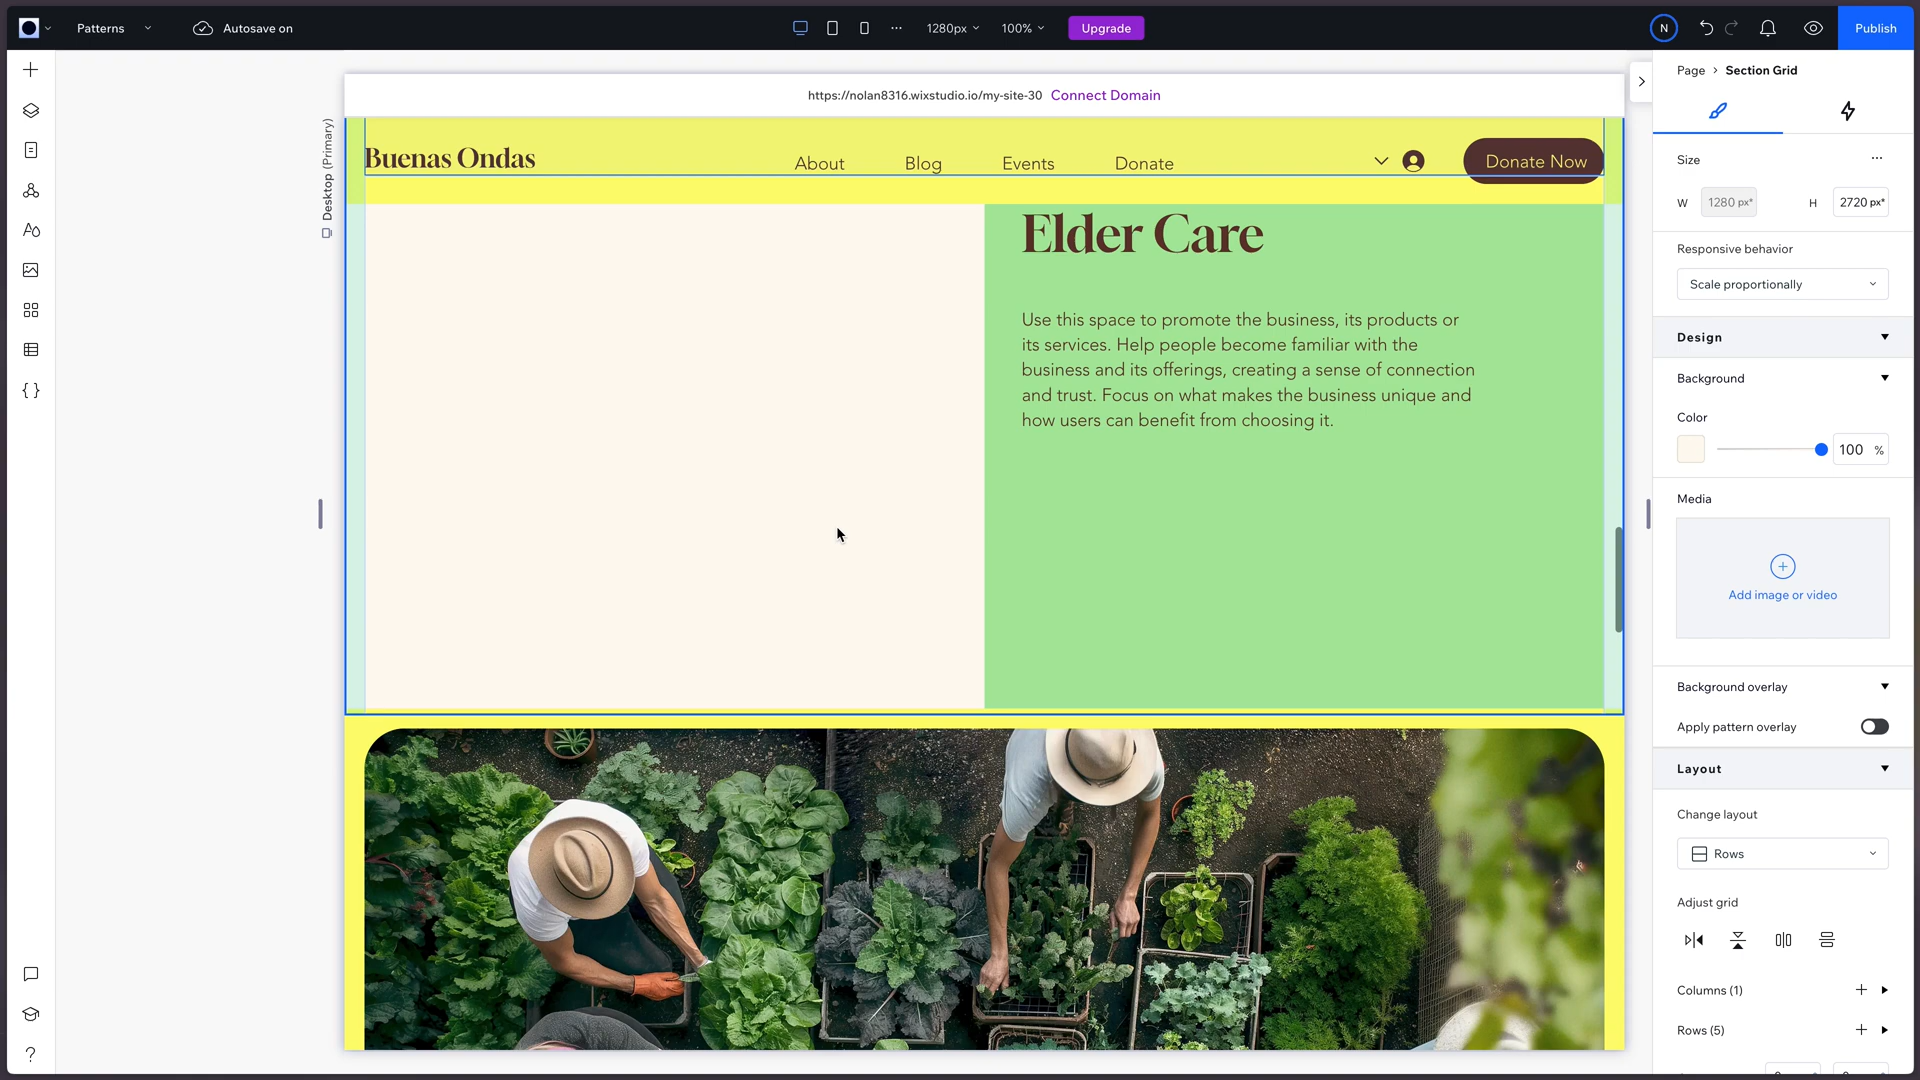 Patterns
Autosave on
1280px
100%
Upgrade
N
Publish
https://nolan8316.wixstudio.io/my-site-30 Connect Domain
Desktop (Primary)
Buenas Ondas
About
Blog
Events
Donate
Donate Now
Elder Care
Use this space to promote the business, its products or
its services. Help people become familiar with the
business and its offerings, creating a sense of connection
and trust. Focus on what makes the business unique and
how users can benefit from choosing it.
Page > Section Grid
Size
W 1280 px* H 2720 px*
Responsive behavior
Scale proportionally
Design
Background
Color
100 %
Media
Add image or video
Background overlay
Apply pattern overlay
Layout
Change layout
Rows
Adjust grid
Columns (1)
Rows (5)